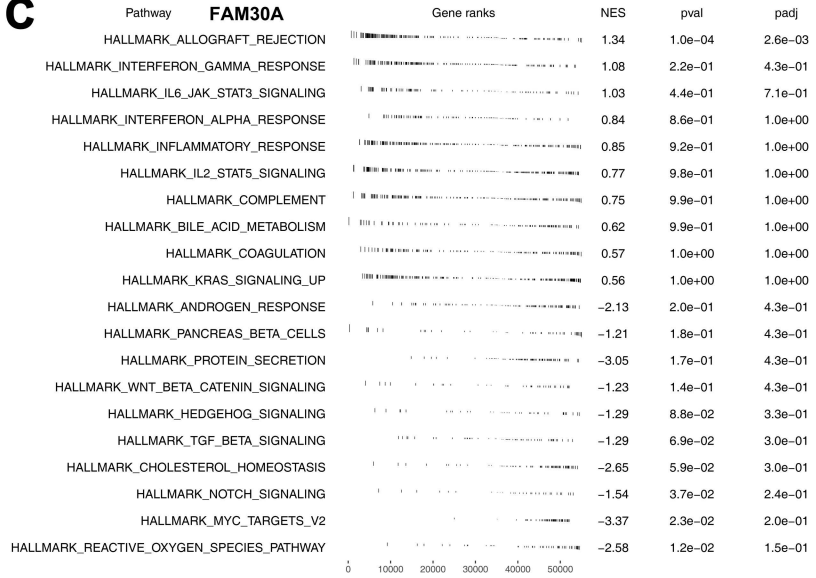 C
Pathway FAM30A Gene ranks NES pval padj
HALLMARK_ALLOGRAFT_REJECTION 1.34 1.0e−04 2.6e−03
HALLMARK_INTERFERON_GAMMA_RESPONSE 1.08 2.2e−01 4.3e−01
HALLMARK_IL6_JAK_STAT3_SIGNALING 1.03 4.4e−01 7.1e−01
HALLMARK_INTERFERON_ALPHA_RESPONSE 0.84 8.6e−01 1.0e+00
HALLMARK_INFLAMMATORY_RESPONSE 0.85 9.2e−01 1.0e+00
HALLMARK_IL2_STAT5_SIGNALING 0.77 9.8e−01 1.0e+00
HALLMARK_COMPLEMENT 0.75 9.9e−01 1.0e+00
HALLMARK_BILE_ACID_METABOLISM 0.62 9.9e−01 1.0e+00
HALLMARK_COAGULATION 0.57 1.0e+00 1.0e+00
HALLMARK_KRAS_SIGNALING_UP 0.56 1.0e+00 1.0e+00
HALLMARK_ANDROGEN_RESPONSE −2.13 2.0e−01 4.3e−01
HALLMARK_PANCREAS_BETA_CELLS −1.21 1.8e−01 4.3e−01
HALLMARK_PROTEIN_SECRETION −3.05 1.7e−01 4.3e−01
HALLMARK_WNT_BETA_CATENIN_SIGNALING −1.23 1.4e−01 4.3e−01
HALLMARK_HEDGEHOG_SIGNALING −1.29 8.8e−02 3.3e−01
HALLMARK_TGF_BETA_SIGNALING −1.29 6.9e−02 3.0e−01
HALLMARK_CHOLESTEROL_HOMEOSTASIS −2.65 5.9e−02 3.0e−01
HALLMARK_NOTCH_SIGNALING −1.54 3.7e−02 2.4e−01
HALLMARK_MYC_TARGETS_V2 −3.37 2.3e−02 2.0e−01
HALLMARK_REACTIVE_OXYGEN_SPECIES_PATHWAY −2.58 1.2e−02 1.5e−01
0 10000 20000 30000 40000 50000